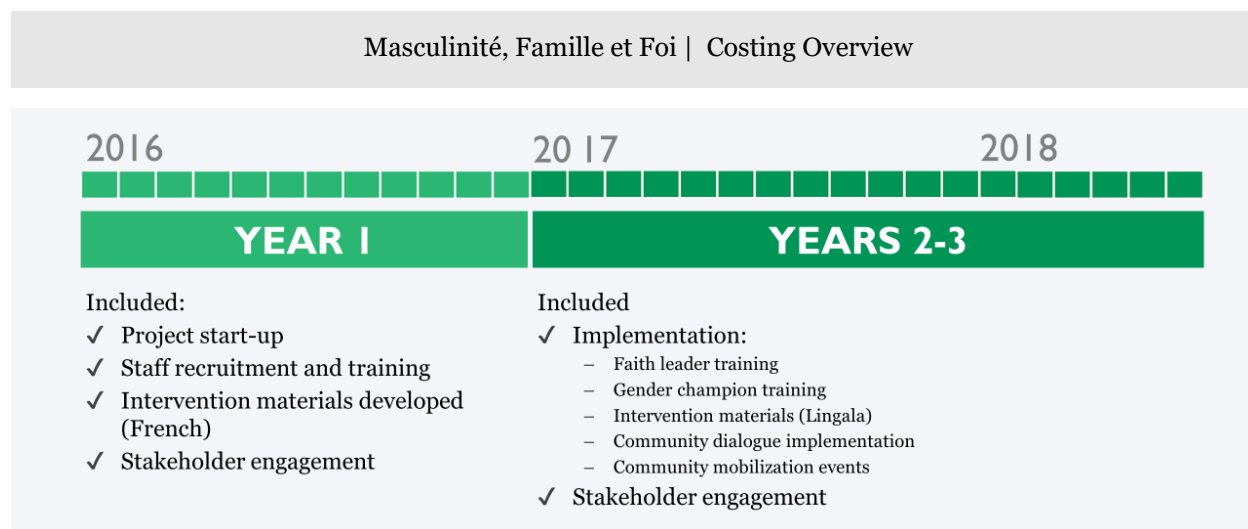 Masculinité, Famille et Foi | Costing Overview
2016
20 17
2018
YEAR I
YEARS 2-3
Included:
✓ Project start-up
✓ Staff recruitment and training
✓ Intervention materials developed
(French)
✓ Stakeholder engagement
Included
✓ Implementation:
– Faith leader training
– Gender champion training
– Intervention materials (Lingala)
– Community dialogue implementation
– Community mobilization events
✓ Stakeholder engagement